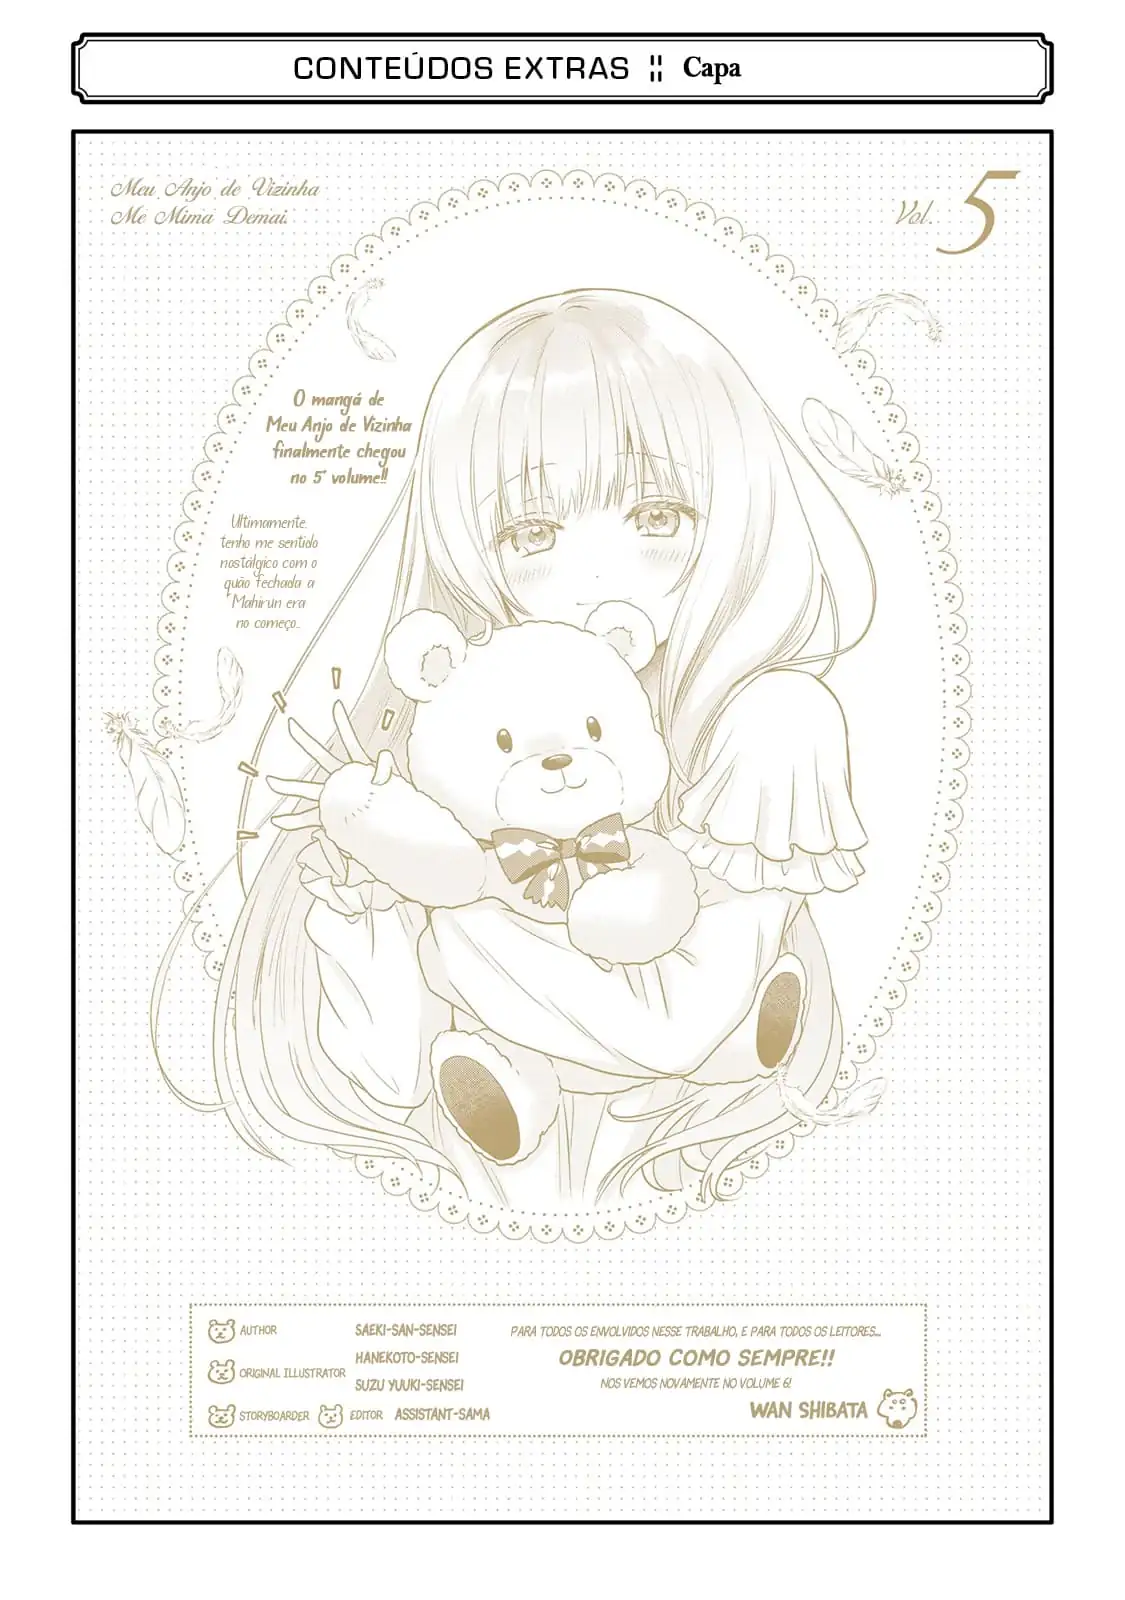 CONTEÚDOS EXTRAS Capa
Meu Anjo de Vizinha
Me Mima Demai.
Vol. 5
O mangá de
Meu Anjo de Vizinha
finalmente chegou
no 5° volume!!
Ultimamente,
tenho me sentido
nostálgico com o
quão fechada a
Mahirun era
no começo...
AUTHOR SAEKI-SAN-SENSEI
ORIGINAL ILLUSTRATOR HANEKOTO-SENSEI
SUZU YUUKI-SENSEI
STORYBOARDER EDITOR ASSISTANT-SAMA
PARA TODOS OS ENVOLVIDOS NESSE TRABALHO, E PARA TODOS OS LEITORES...
OBRIGADO COMO SEMPRE!!
NOS VEMOS NOVAMENTE NO VOLUME 6!
WAN SHIBATA